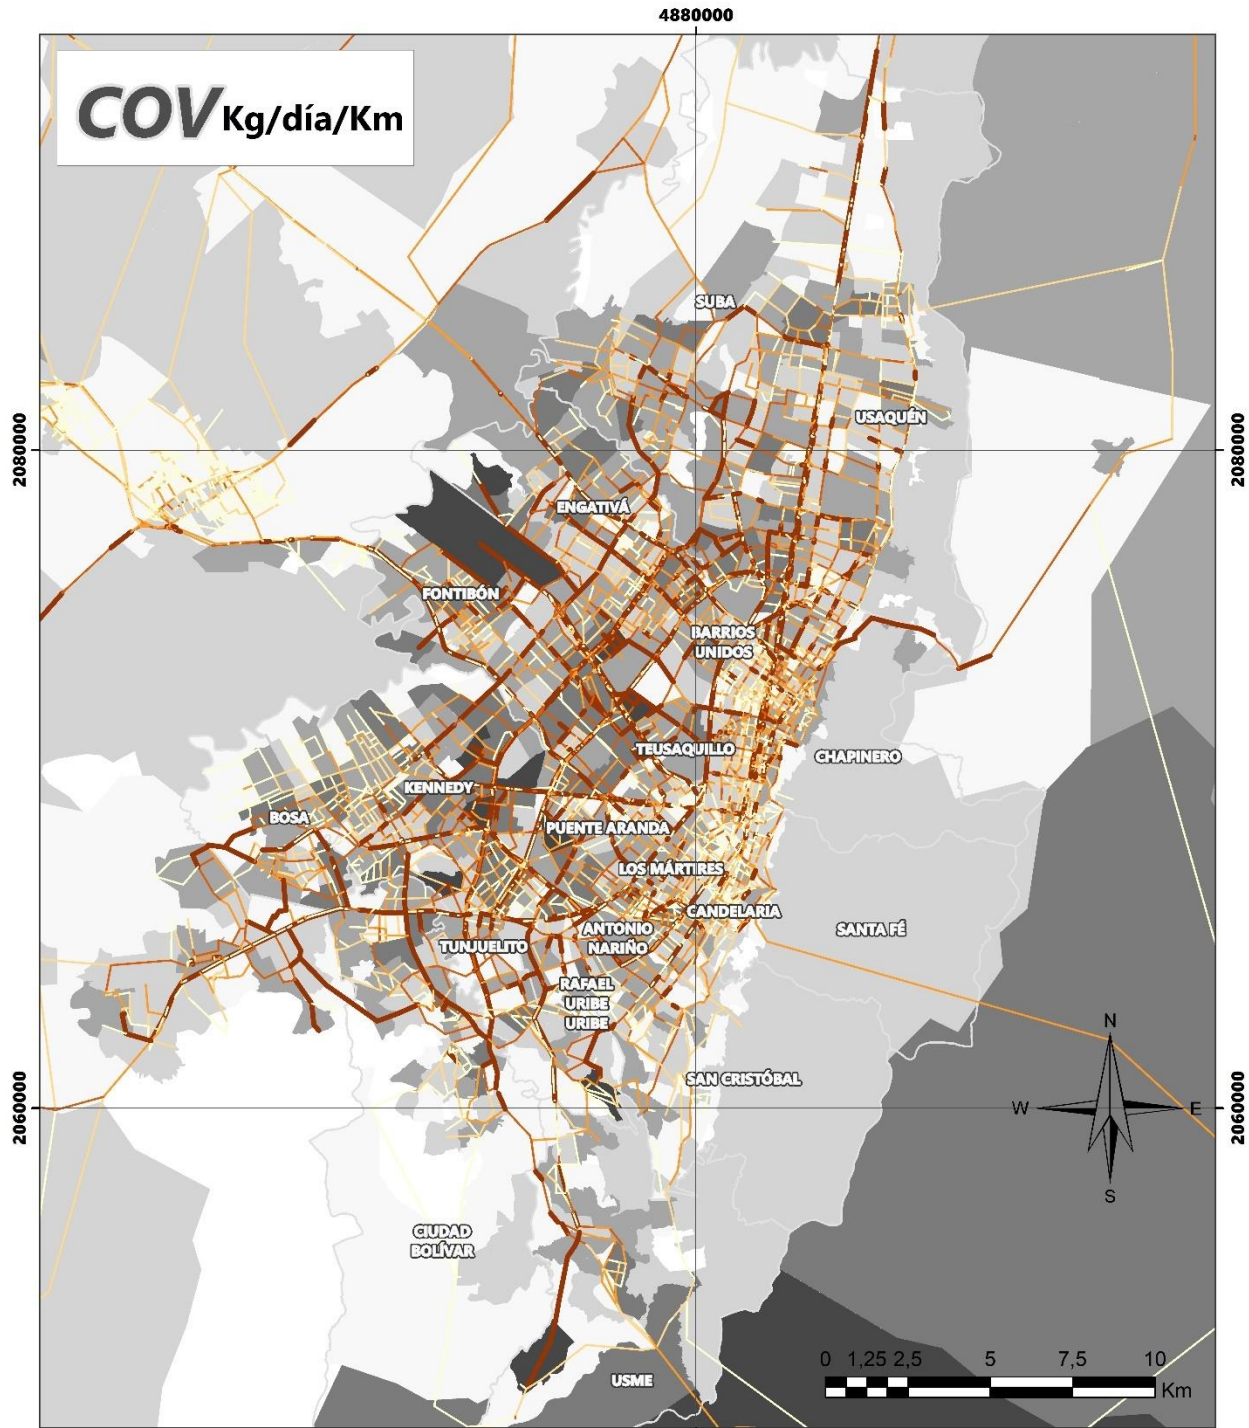 4880000
COV Kg/día/Km
SUBA
USAQUÉN
2080000
2080000
ENGATIVÁ
FONTIBÓN
BARRIOS
UNIDOS
TEUSAQUILLO
CHAPINERO
KENNEDY
BOSA
PUENTE ARANDA
LOS MÁRTIRES
CANDELARIA
SANTA FÉ
ANTONIO
NARIÑO
TUNJUELITO
RAFAEL
URIBE
URIBE
N
SAN CRISTÓBAL
2060000
W
E
2060000
S
CIUDAD
BOLÍVAR
0 1,25 2,5 5 7,5 10
Km
USME